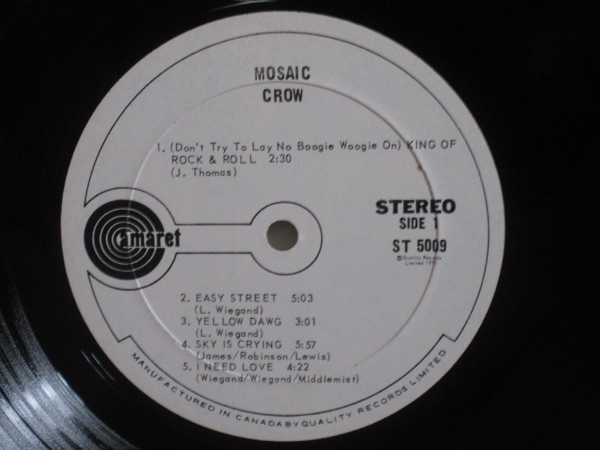 MOSAIC
CROW
1. (Don't Try To Lay No Boogie Woogie On) KING OF
ROCK & ROLL 2:30
(J. Thomas)
STEREO
SIDE 1
ST 5009
©Quality Records
Limited
amaret
2. EASY STREET 5:03
(L. Wiegand)
3. YELLOW DAWG 3:01
(L. Wiegand)
4. SKY IS CRYING 5:57
(James/Robinson/Lewis)
5. I NEED LOVE 4:22
(Wiegand/Wiegand/Middlemist)
MANUFACTURED IN CANADA BY QUALITY RECORDS LIMITED